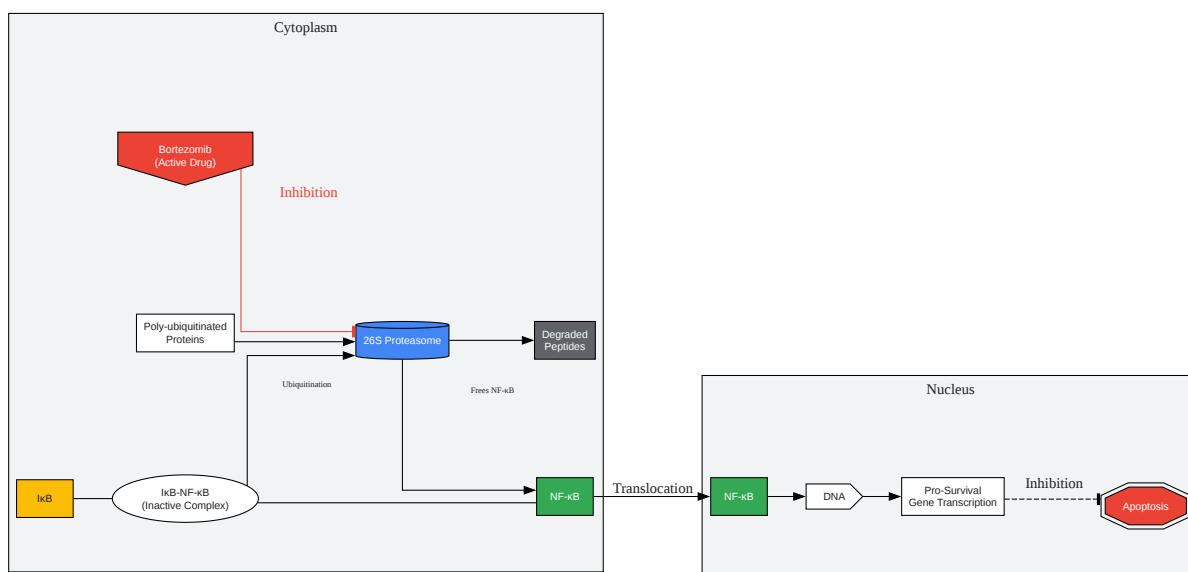 Cytoplasm
Bortezomib
(Active Drug)
Inhibition
Poly-ubiquitinated
Proteins
26S Proteasome
Degraded
Peptides
Ubiquitination
Frees NF-κB
IκB
IκB-NF-κB
(Inactive Complex)
NF-κB
Translocation
Nucleus
NF-κB
DNA
Pro-Survival
Gene Transcription
Inhibition
Apoptosis